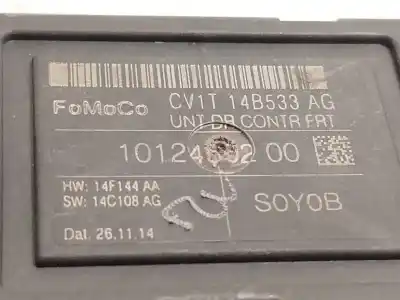 FoMoCo CV1T 14B533 AG
UNT DR CONTR FRT
00
HW: 14F144 AA
SW: 14C108 AG
S0Y0B
Dat. 26.11.14